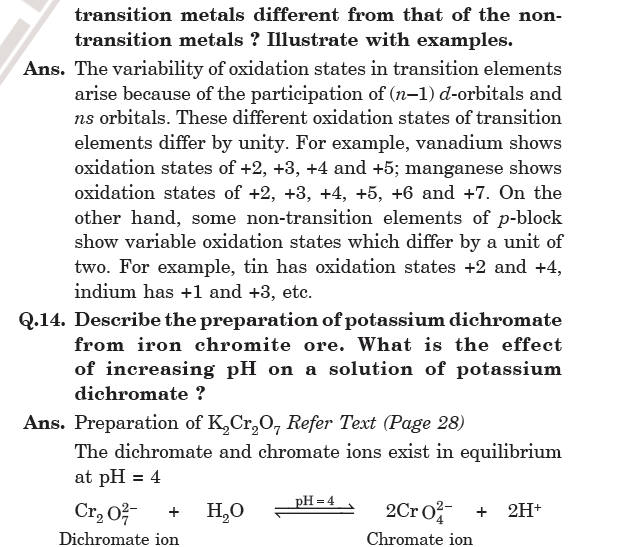 transition metals different from that of the non-
transition metals ? Illustrate with examples.
Ans. The variability of oxidation states in transition elements
arise because of the participation of (n–1) d-orbitals and
ns orbitals. These different oxidation states of transition
elements differ by unity. For example, vanadium shows
oxidation states of +2, +3, +4 and +5; manganese shows
oxidation states of +2, +3, +4, +5, +6 and +7. On the
other hand, some non-transition elements of p-block
show variable oxidation states which differ by a unit of
two. For example, tin has oxidation states +2 and +4,
indium has +1 and +3, etc.
Q.14. Describe the preparation of potassium dichromate
from iron chromite ore. What is the effect
of increasing pH on a solution of potassium
dichromate ?
Ans. Preparation of K₂Cr₂O₇ Refer Text (Page 28)
The dichromate and chromate ions exist in equilibrium
at pH = 4
Cr₂O₇²⁻ + H₂O ⇌ pH = 4 2CrO₄²⁻ + 2H⁺
Dichromate ion Chromate ion